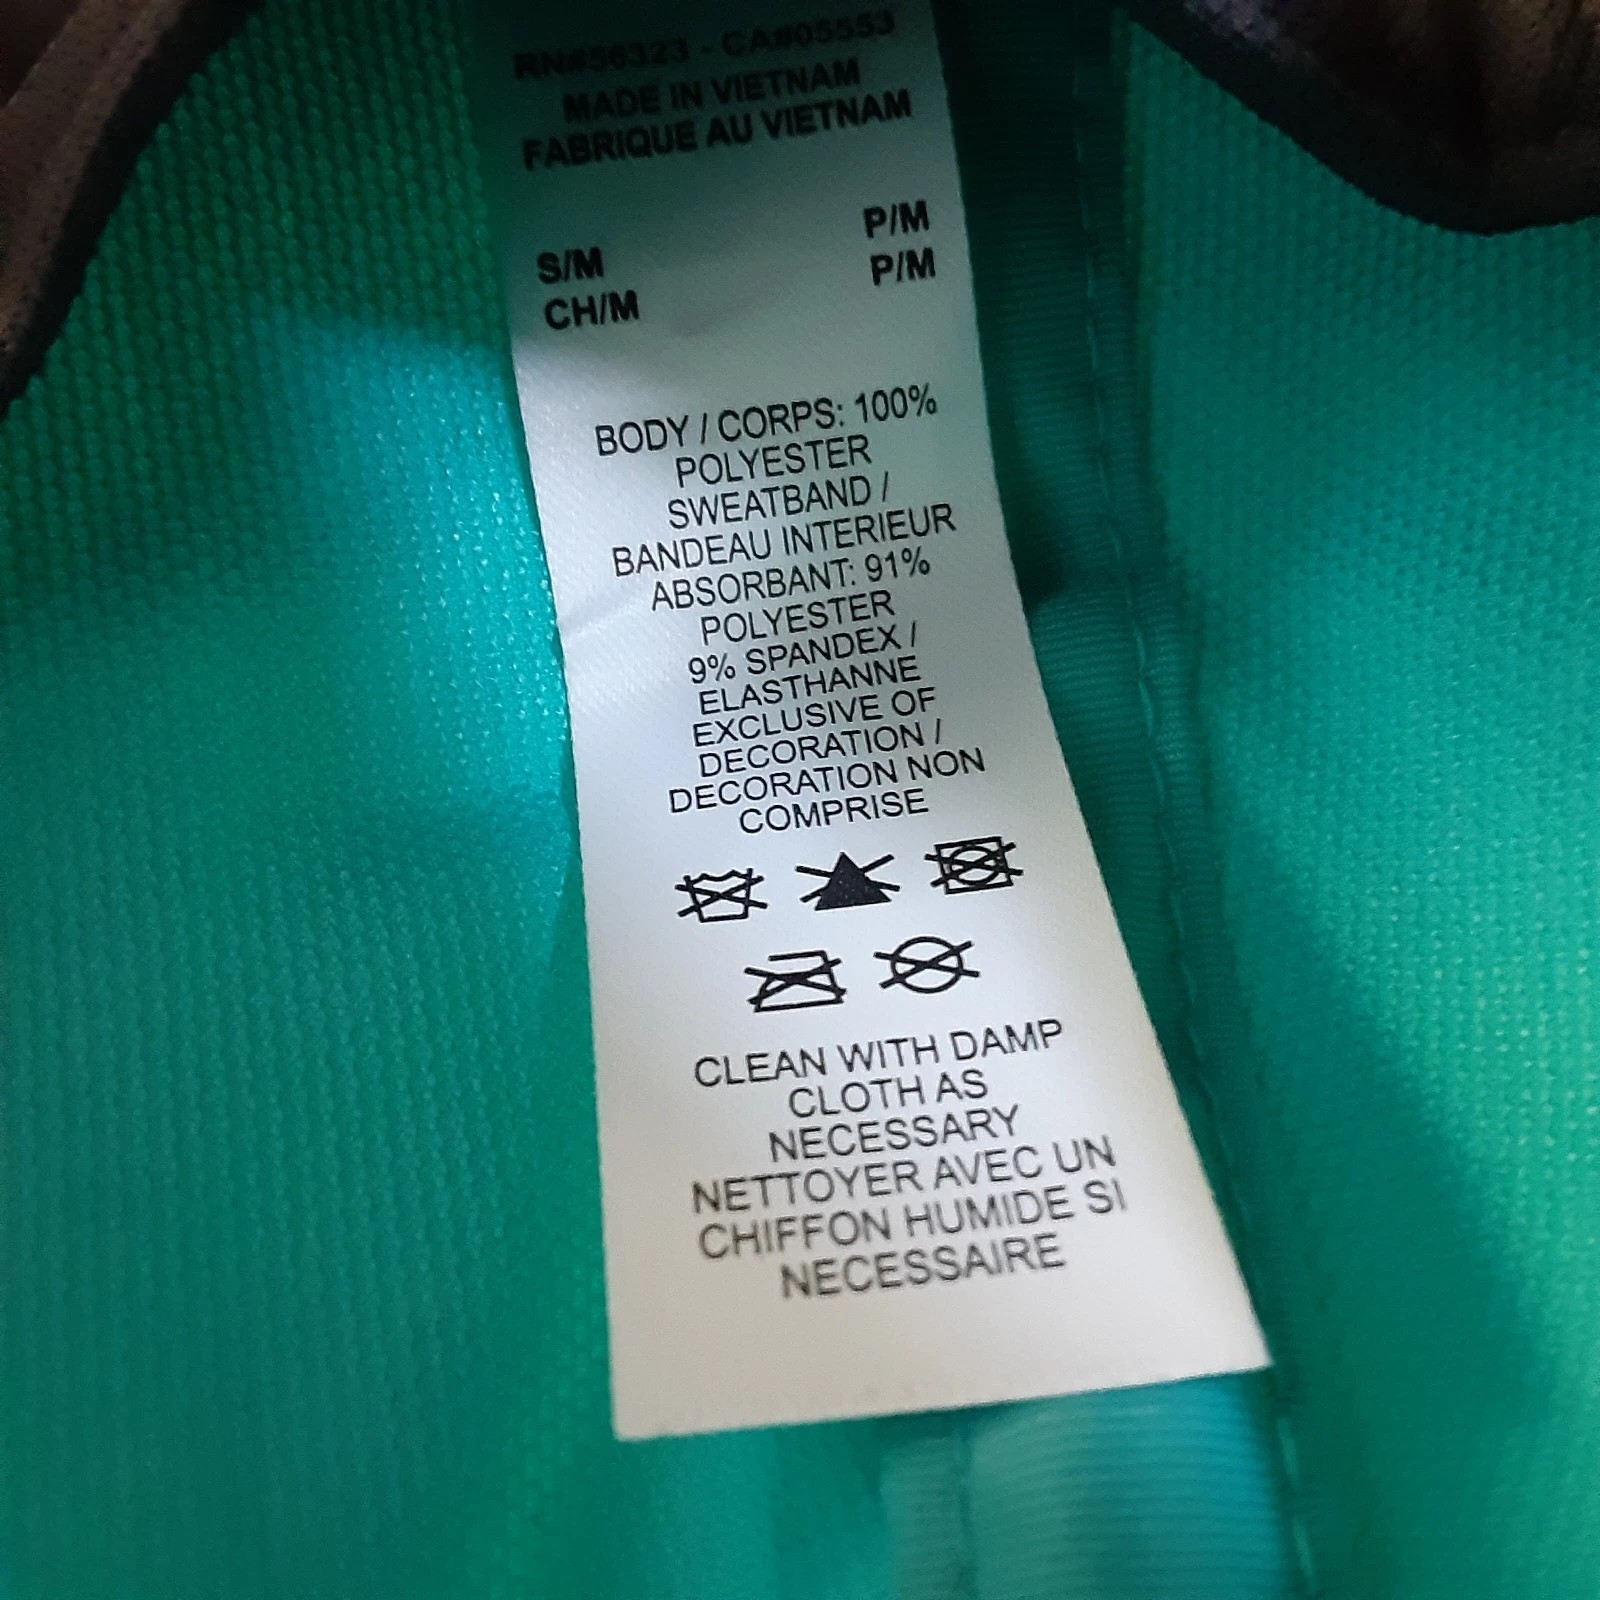 RN#56323 - CA#05553
MADE IN VIETNAM
FABRIQUE AU VIETNAM
S/M P/M
CH/M P/M
BODY / CORPS: 100%
POLYESTER
SWEATBAND /
BANDEAU INTERIEUR
ABSORBANT: 91%
POLYESTER
9% SPANDEX /
ELASTHANNE
EXCLUSIVE OF
DECORATION /
DECORATION NON
COMPRISE
CLEAN WITH DAMP
CLOTH AS
NECESSARY
NETTOYER AVEC UN
CHIFFON HUMIDE SI
NECESSAIRE